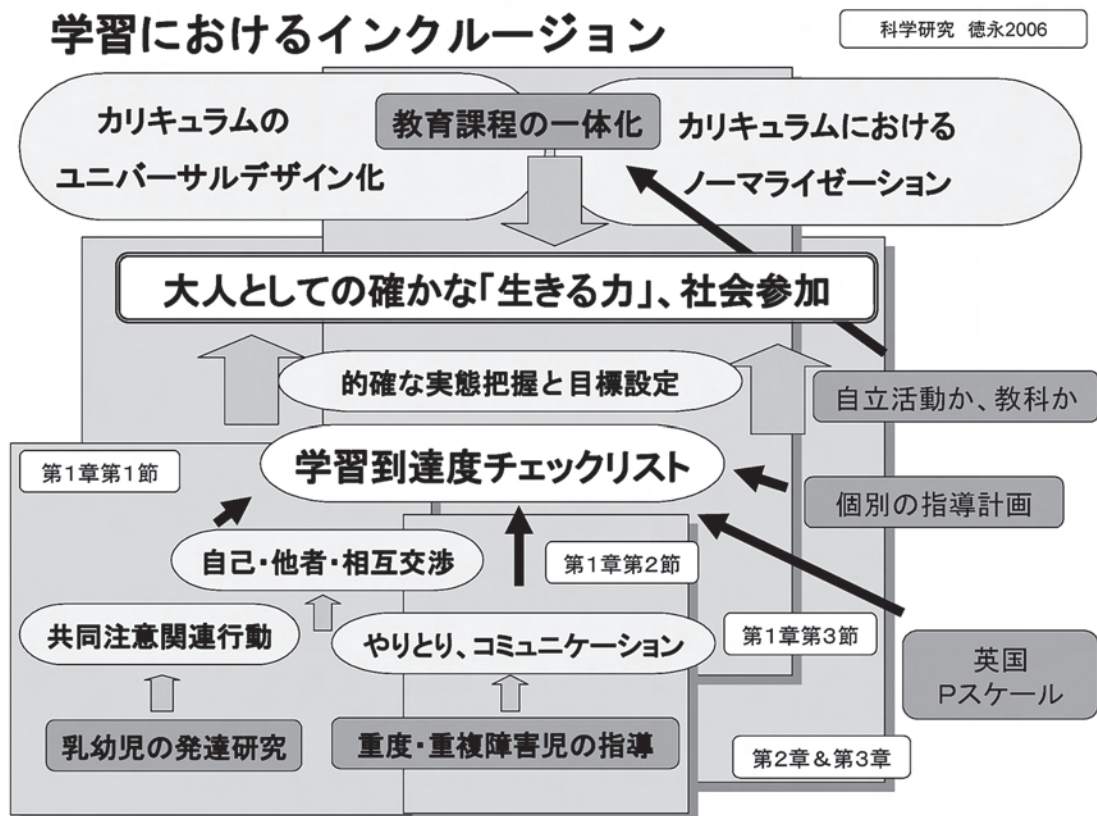 学習におけるインクルージョン
科学研究 徳永2006
カリキュラムの
ユニバーサルデザイン化
教育課程の一体化
カリキュラムにおける
ノーマライゼーション
大人としての確かな「生きる力」、社会参加
的確な実態把握と目標設定
自立活動か、教科か
第1章第1節
学習到達度チェックリスト
個別の指導計画
自己・他者・相互交渉
第1章第2節
共同注意関連行動
やりとり、コミュニケーション
第1章第3節
英国
Pスケール
乳幼児の発達研究
重度・重複障害児の指導
第2章&第3章